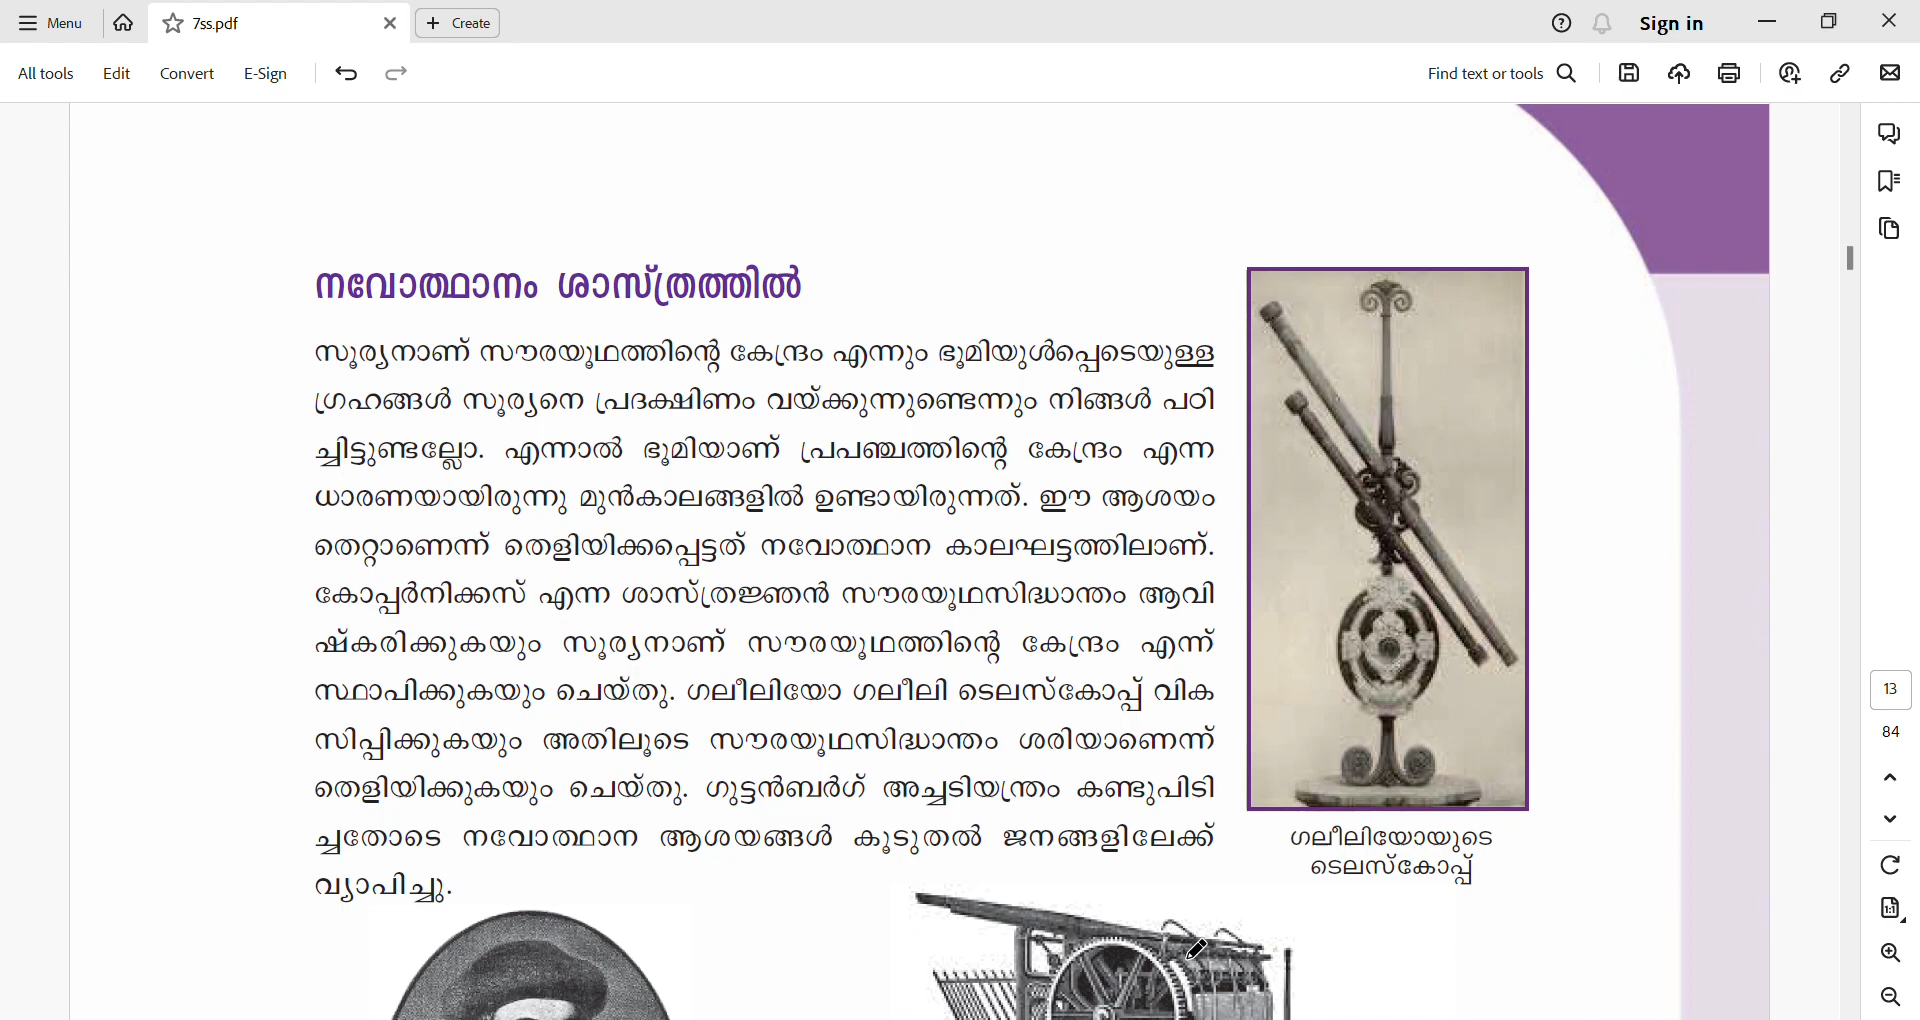 Menu
7ss.pdf
Create
Sign in
All tools
Edit
Convert
E-Sign
Find text or tools
നവോത്ഥാനം ശാസ്ത്രത്തിൽ
സൂര്യനാണ് സൗരയൂഥത്തിന്റെ കേന്ദ്രം എന്നും ഭൂമിയുൾപ്പെടെയുള്ള
ഗ്രഹങ്ങൾ സൂര്യനെ പ്രദക്ഷിണം വയ്ക്കുന്നുണ്ടെന്നും നിങ്ങൾ പഠി
ച്ചിട്ടുണ്ടല്ലോ. എന്നാൽ ഭൂമിയാണ് പ്രപഞ്ചത്തിന്റെ കേന്ദ്രം എന്ന
ധാരണയായിരുന്നു മുൻകാലങ്ങളിൽ ഉണ്ടായിരുന്നത്. ഈ ആശയം
തെറ്റാണെന്ന് തെളിയിക്കപ്പെട്ടത് നവോത്ഥാന കാലഘട്ടത്തിലാണ്.
കോപ്പർനിക്കസ് എന്ന ശാസ്ത്രജ്ഞൻ സൗരയൂഥസിദ്ധാന്തം ആവി
ഷ്കരിക്കുകയും സൂര്യനാണ് സൗരയൂഥത്തിന്റെ കേന്ദ്രം എന്ന്
സ്ഥാപിക്കുകയും ചെയ്തു. ഗലീലിയോ ഗലീലി ടെലസ്കോപ്പ് വിക
സിപ്പിക്കുകയും അതിലൂടെ സൗരയൂഥസിദ്ധാന്തം ശരിയാണെന്ന്
തെളിയിക്കുകയും ചെയ്തു. ഗുട്ടൻബർഗ് അച്ചടിയന്ത്രം കണ്ടുപിടി
ച്ചതോടെ നവോത്ഥാന ആശയങ്ങൾ കൂടുതൽ ജനങ്ങളിലേക്ക്
വ്യാപിച്ചു.
ഗലീലിയോയുടെ
ടെലസ്കോപ്പ്
13
84
1:1